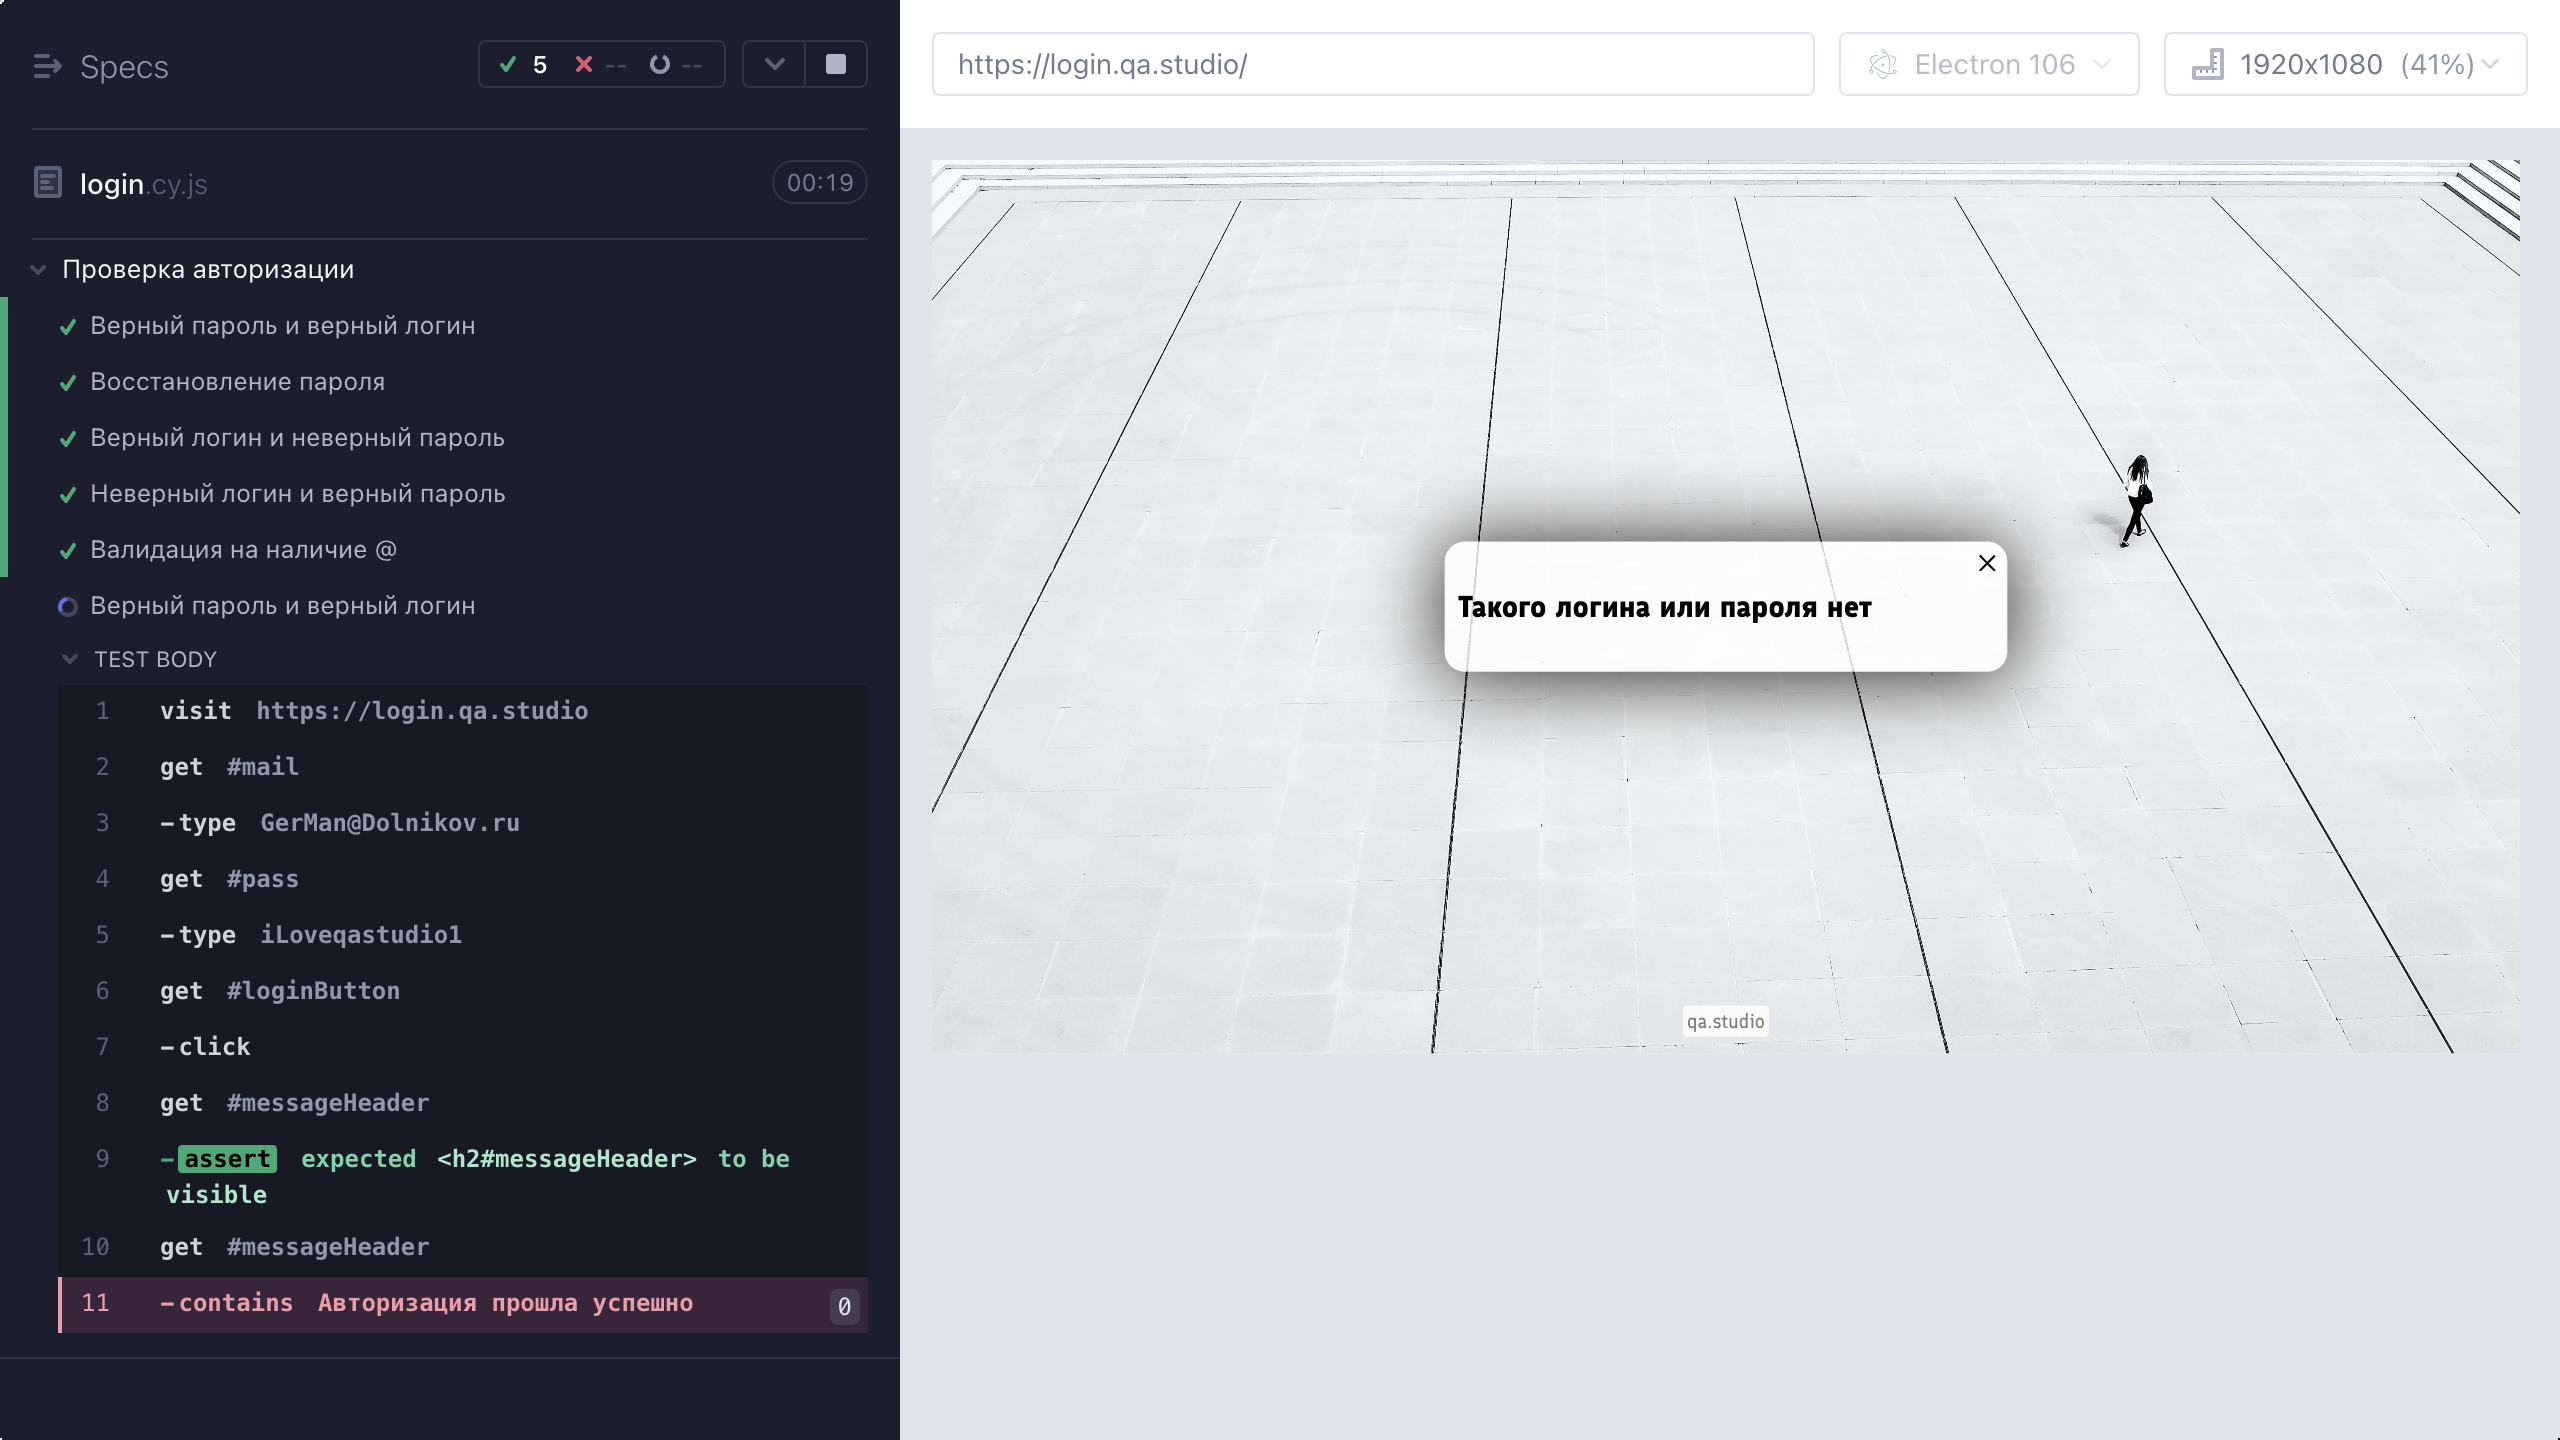 Specs
5 -- --
login.cy.js
00:19
Проверка авторизации
Верный пароль и верный логин
Восстановление пароля
Верный логин и неверный пароль
Неверный логин и верный пароль
Валидация на наличие @
Верный пароль и верный логин
TEST BODY
1 visit https://login.qa.studio
2 get #mail
3 -type GerMan@Dolnikov.ru
4 get #pass
5 -type iLoveqastudio1
6 get #loginButton
7 -click
8 get #messageHeader
9 -assert expected <h2#messageHeader> to be
visible
10 get #messageHeader
11 -contains Авторизация прошла успешно 0
https://login.qa.studio/
Electron 106
1920x1080 (41%)
Такого логина или пароля нет
qa.studio